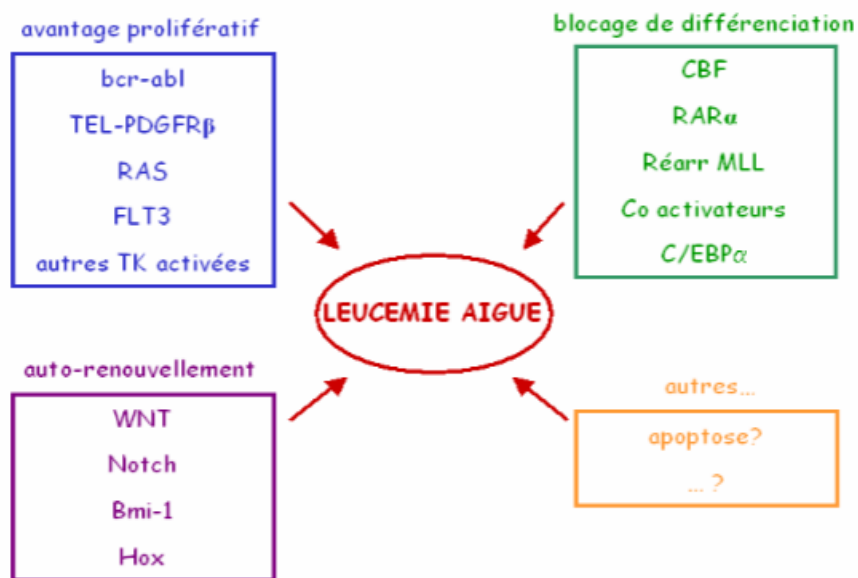 avantage prolifératif
bcr-abl
TEL-PDGFRβ
RAS
FLT3
autres TK activées
blocage de différenciation
CBF
RARα
Réarr MLL
Co activateurs
C/EBPα
LEUCEMIE AIGUE
auto-renouvellement
WNT
Notch
Bmi-1
Hox
autres...
apoptose?
... ?